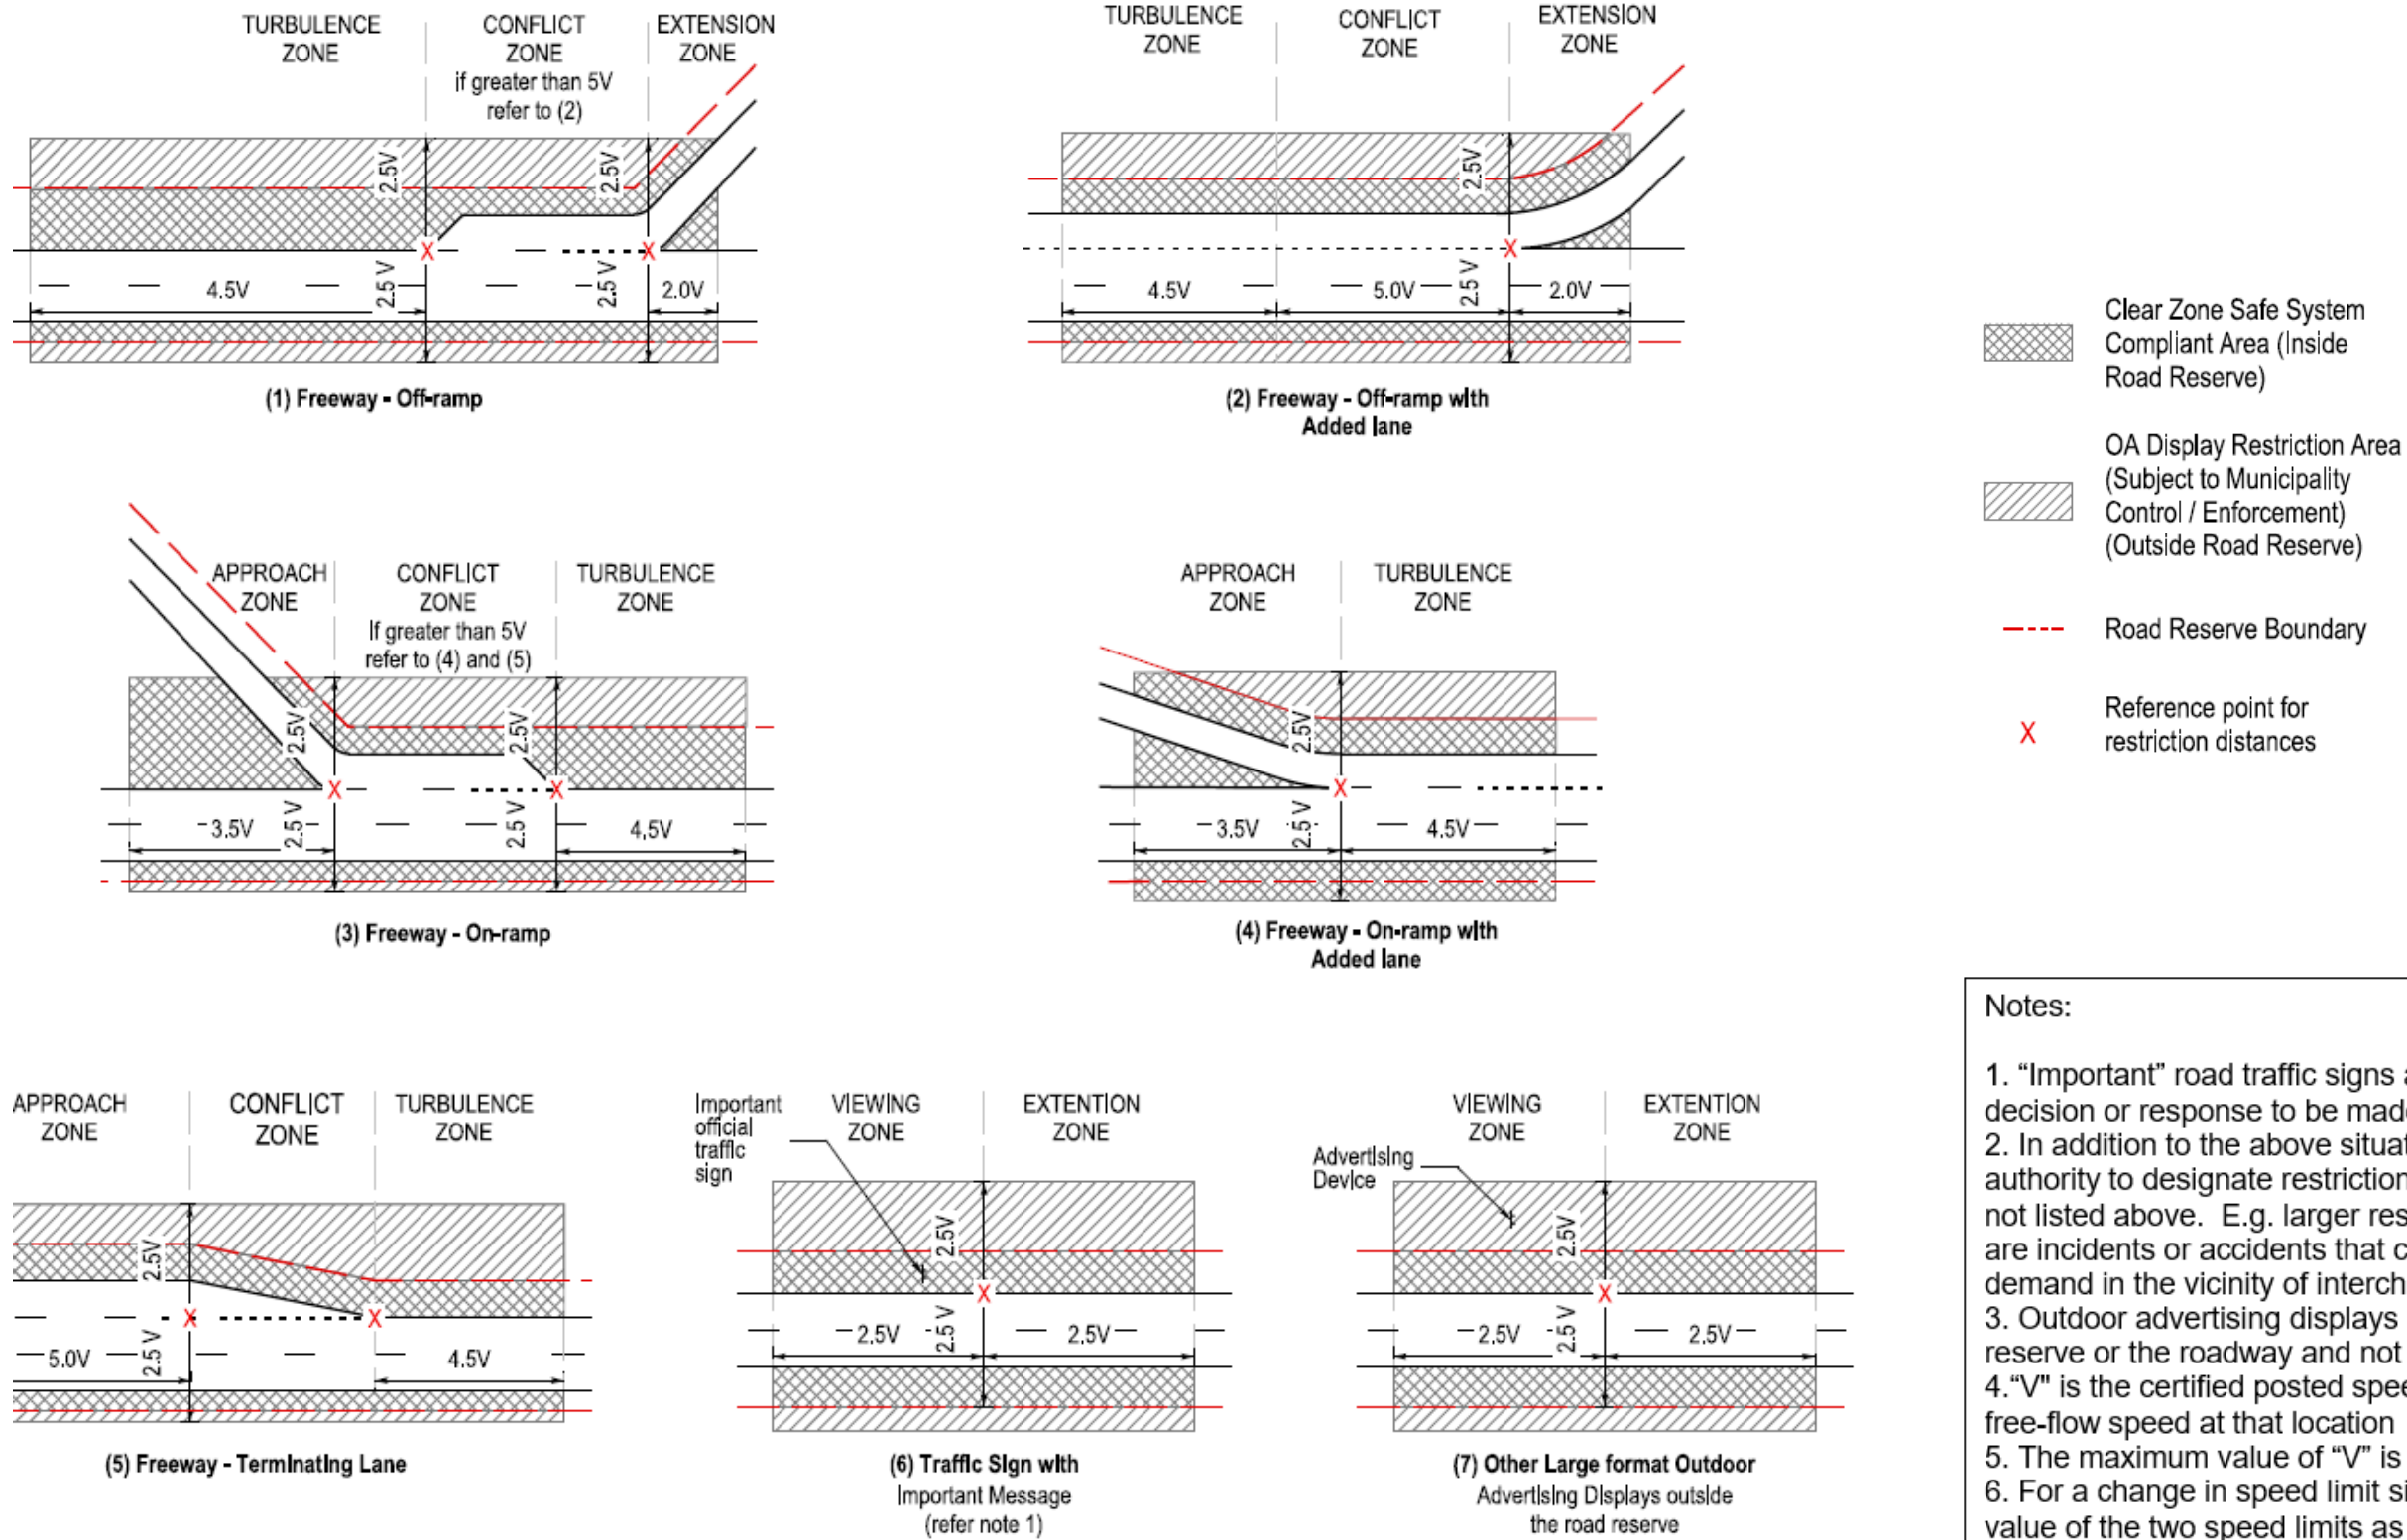 TURBULENCE
ZONE
CONFLICT
ZONE
if greater than 5V
refer to (2)
EXTENSION
ZONE
2.5V
2.5V
2.5 V
2.5 V
4.5V
2.0V
(1) Freeway - Off-ramp
TURBULENCE
ZONE
CONFLICT
ZONE
EXTENSION
ZONE
2.5V
2.5 V
4.5V
5.0V
2.0V
(2) Freeway - Off-ramp with
Added lane
Clear Zone Safe System
Compliant Area (Inside
Road Reserve)
OA Display Restriction Area
(Subject to Municipality
Control / Enforcement)
(Outside Road Reserve)
Road Reserve Boundary
X
Reference point for
restriction distances
APPROACH
ZONE
CONFLICT
ZONE
If greater than 5V
refer to (4) and (5)
TURBULENCE
ZONE
2.5V
2.5V
2.5 V
2.5 V
3.5V
4.5V
(3) Freeway - On-ramp
APPROACH
ZONE
TURBULENCE
ZONE
2.5V
2.5 V
3.5V
4.5V
(4) Freeway - On-ramp with
Added lane
APPROACH
ZONE
CONFLICT
ZONE
TURBULENCE
ZONE
2.5V
2.5 V
5.0V
4.5V
(5) Freeway - Terminating Lane
Important
official
traffic
sign
VIEWING
ZONE
EXTENTION
ZONE
2.5V
2.5 V
2.5V
2.5V
(6) Traffic Sign with
Important Message
(refer note 1)
Advertising
Device
VIEWING
ZONE
EXTENTION
ZONE
2.5V
2.5 V
2.5V
2.5V
(7) Other Large format Outdoor
Advertising Displays outside
the road reserve
Notes:
1. “Important” road traffic signs
decision or response to be
2. In addition to the above
authority to designate
not listed above. E.g. larger
are incidents or accidents that
demand in the vicinity of
3. Outdoor advertising displays
reserve or the roadway and not
4.“V" is the certified posted
free-flow speed at that location
5. The maximum value of “V” is
6. For a change in speed limit
value of the two speed limits as